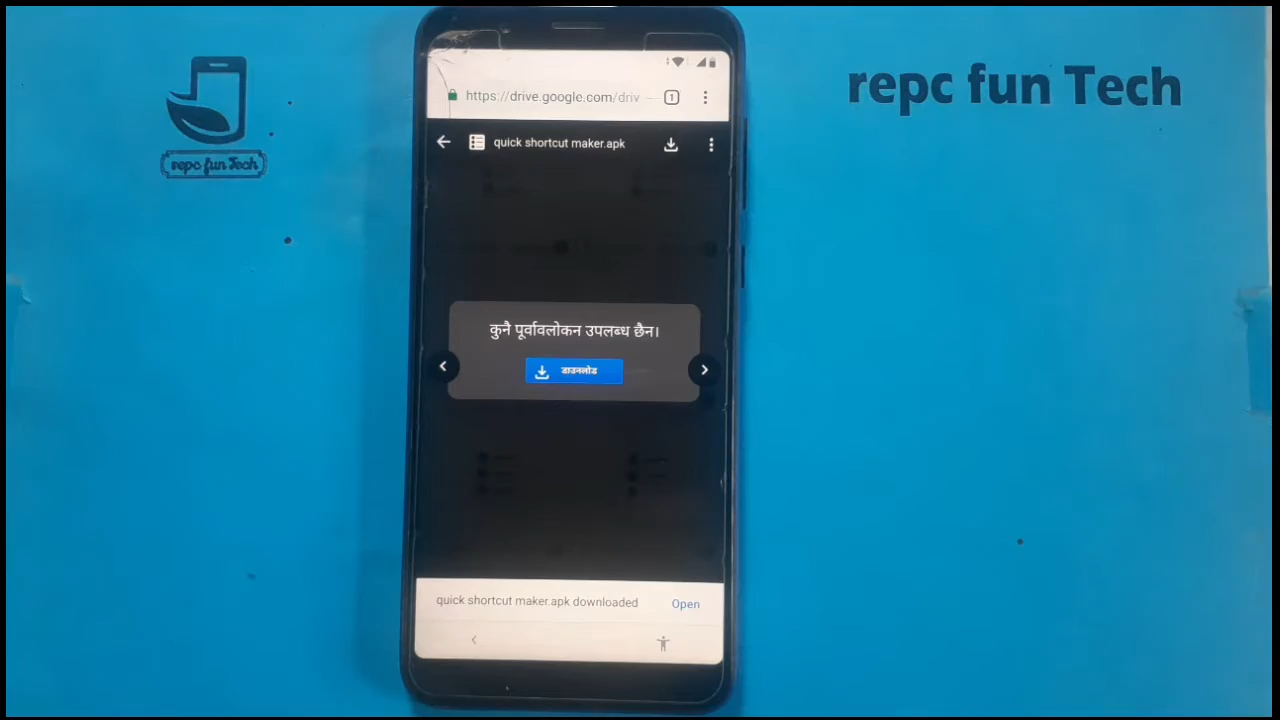 repc fun Tech
repc fun Tech
https://drive.google.com/driv
1
quick shortcut maker.apk
कुनै पूर्वावलोकन उपलब्ध छैन।
डाउनलोड
quick shortcut maker.apk downloaded
Open